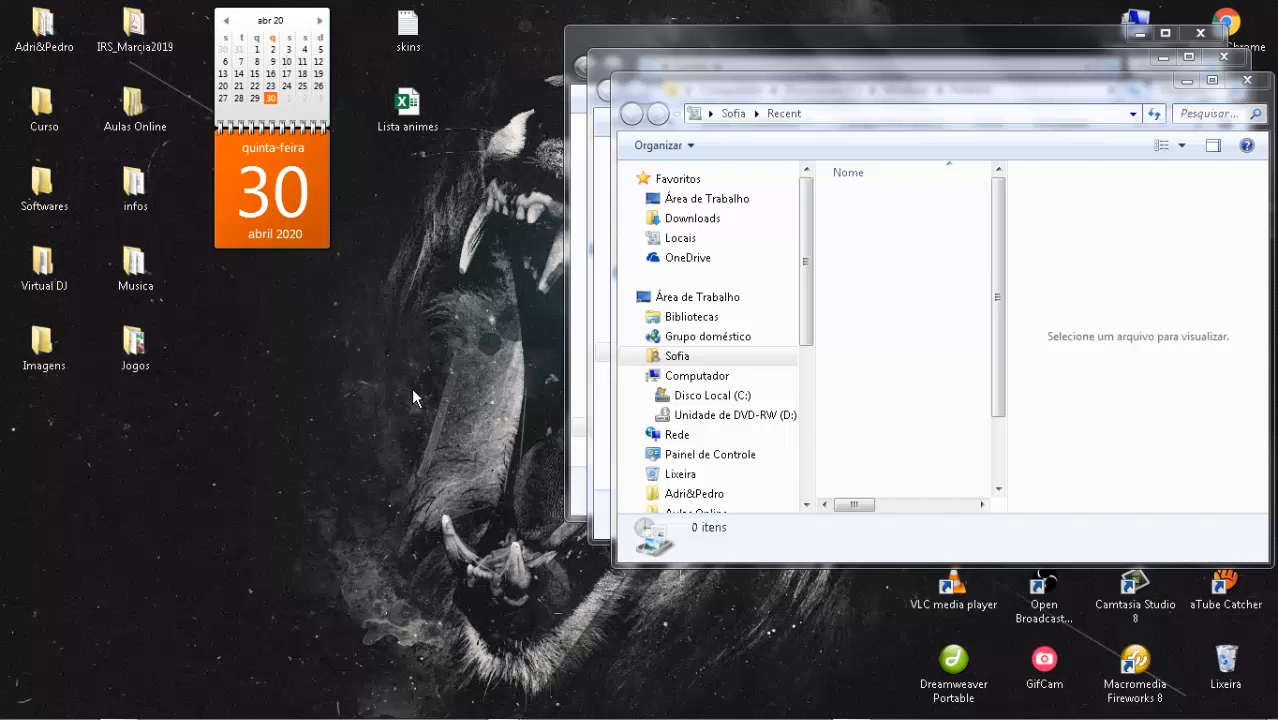 Adri&Pedro
IRS_Marcia2019
Curso
Aulas Online
Softwares
infos
Virtual DJ
Musica
Imagens
Jogos
abr 20
s t q q s s d
30 31 1 2 3 4 5
6 7 8 9 10 11 12
13 14 15 16 17 18 19
20 21 22 23 24 25 26
27 28 29 30 1 2 3
quinta-feira
30
abril 2020
skins
Lista animes
Sofia
Recent
Pesquisar...
Organizar
Favoritos
Área de Trabalho
Downloads
Locais
OneDrive
Área de Trabalho
Bibliotecas
Grupo doméstico
Sofia
Computador
Disco Local (C:)
Unidade de DVD-RW (D:)
Rede
Painel de Controle
Lixeira
Adri&Pedro
Aulas Online
Nome
Selecione um arquivo para visualizar.
0 itens
VLC media player
Open
Broadcast...
Camtasia Studio
8
aTube Catcher
Dreamweaver
Portable
GifCam
Macromedia
Fireworks 8
Lixeira